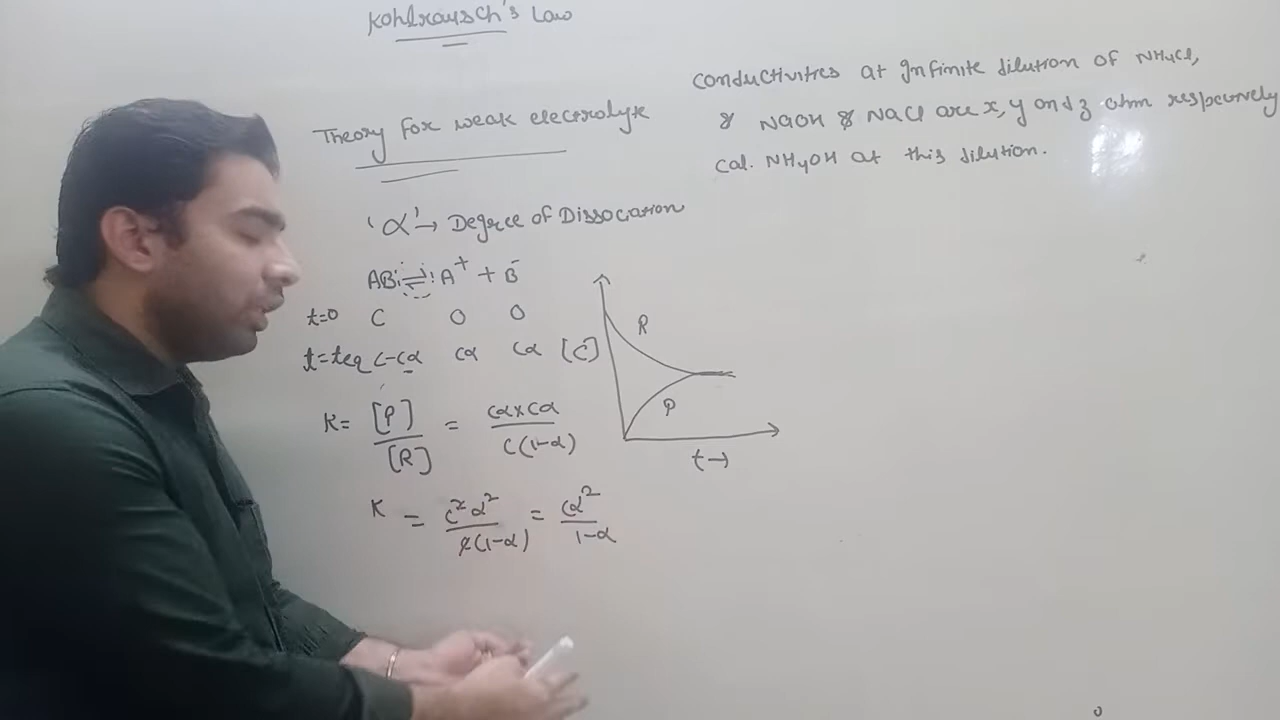 Kohlrausch's Law
Theory for weak electrolyte
'α' → Degree of Dissociation
AB ⇌ A⁺ + B⁻
t=0 C 0 0
t=teq C-Cα Cα Cα [C]
K = [P]/[R] = Cα×Cα/C(1-α)
K = C²α²/C(1-α) = Cα²/1-α
R
P
t→
Conductivities at Infinite dilution of NH4Cl,
& NaOH & NaCl are x, y and z ohm respectively
Cal. NH4OH at this dilution.